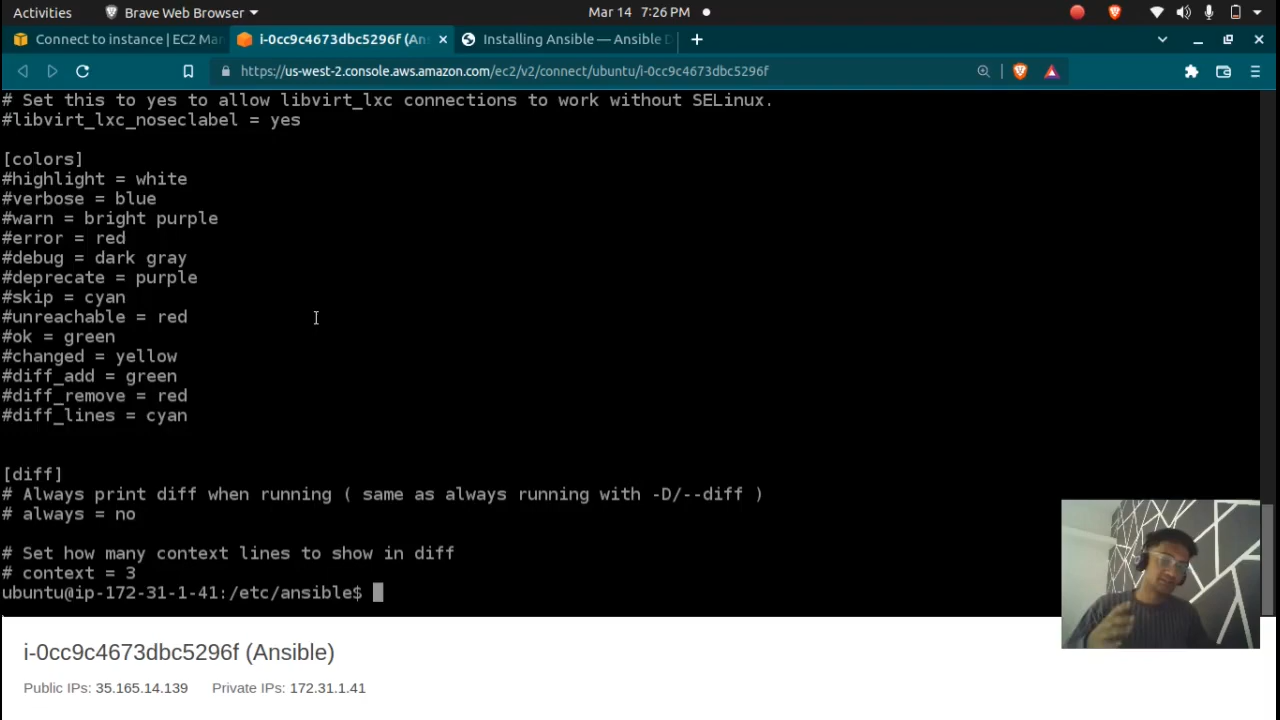 Activities
Brave Web Browser
Mar 14 7:26 PM
Connect to instance | EC2 Man
i-0cc9c4673dbc5296f (An
Installing Ansible — Ansible D
https://us-west-2.console.aws.amazon.com/ec2/v2/connect/ubuntu/i-0cc9c4673dbc5296f
# Set this to yes to allow libvirt_lxc connections to work without SELinux.
#libvirt_lxc_noseclabel = yes
[colors]
#highlight = white
#verbose = blue
#warn = bright purple
#error = red
#debug = dark gray
#deprecate = purple
#skip = cyan
#unreachable = red
#ok = green
#changed = yellow
#diff_add = green
#diff_remove = red
#diff_lines = cyan
[diff]
# Always print diff when running ( same as always running with -D/--diff )
# always = no
# Set how many context lines to show in diff
# context = 3
ubuntu@ip-172-31-1-41:/etc/ansible$
i-0cc9c4673dbc5296f (Ansible)
Public IPs: 35.165.14.139 Private IPs: 172.31.1.41